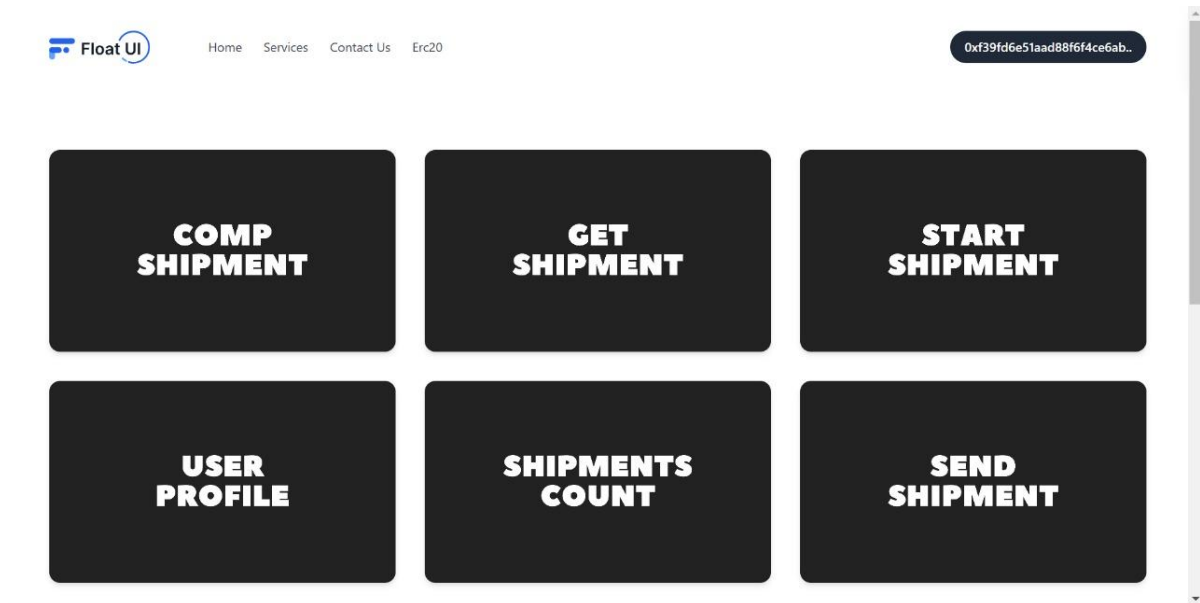 Float UI
Home Services Contact Us Erc20
0xf39fd6e51aad88f6f4ce6ab..
COMP
SHIPMENT
GET
SHIPMENT
START
SHIPMENT
USER
PROFILE
SHIPMENTS
COUNT
SEND
SHIPMENT